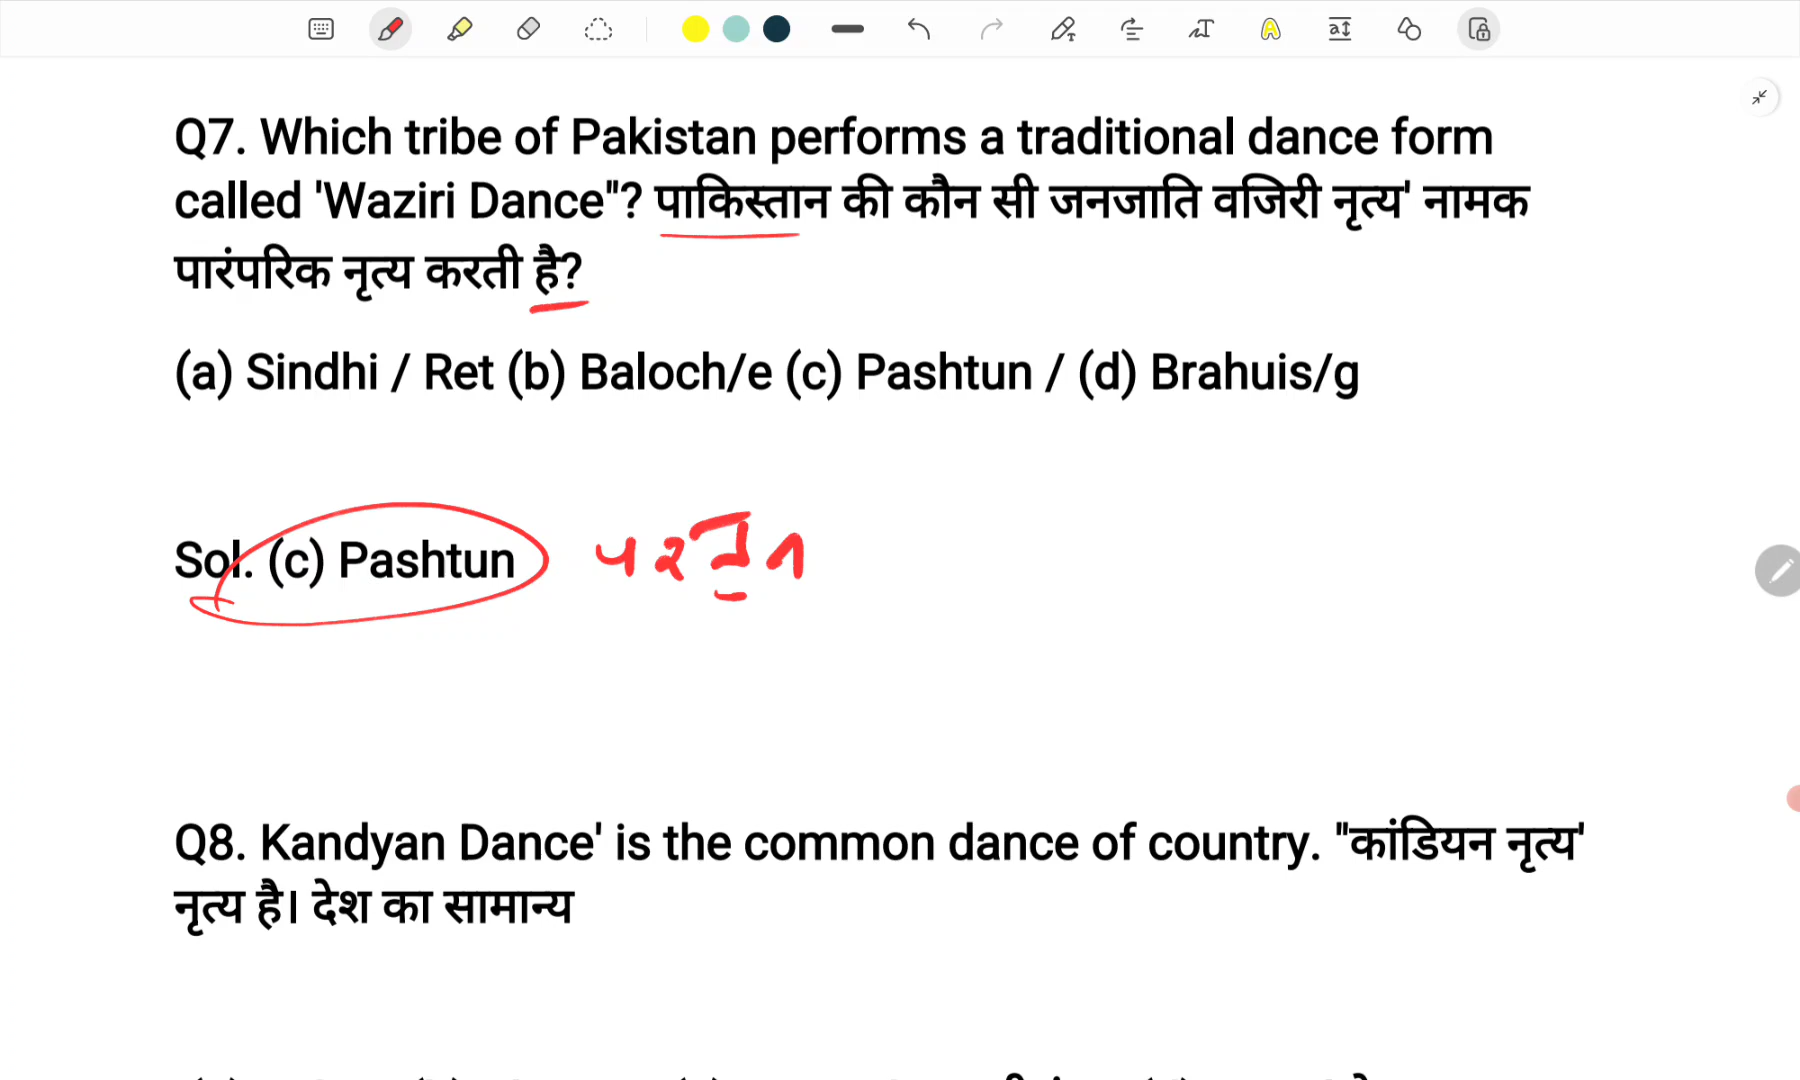 Q7. Which tribe of Pakistan performs a traditional dance form
called 'Waziri Dance"? पाकिस्तान की कौन सी जनजाति वजिरी नृत्य' नामक
पारंपरिक नृत्य करती है?
(a) Sindhi / Ret (b) Baloch/e (c) Pashtun / (d) Brahuis/g
Sol. (c) Pashtun
Q8. Kandyan Dance' is the common dance of country. "कांडियन नृत्य'
नृत्य है। देश का सामान्य